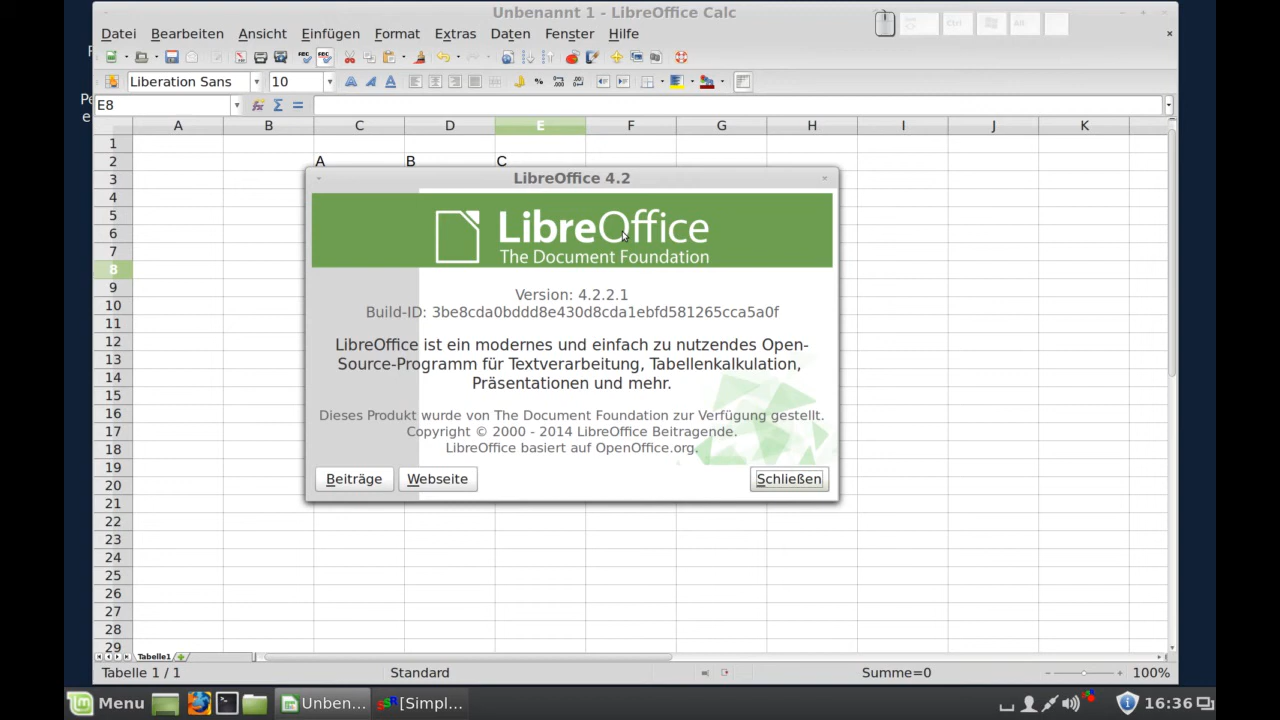 Unbenannt 1 - LibreOffice Calc
Ctrl
Datei Bearbeiten Ansicht Einfügen Format Extras Daten Fenster Hilfe
Liberation Sans 10
E8
A B C D E F G H I J K
1
2 A B C
3
4
5
6
7
8
9
10
11
12
13
14
15
16
17
18
19
20
21
22
23
24
25
26
27
28
29
LibreOffice 4.2
LibreOffice
The Document Foundation
Version: 4.2.2.1
Build-ID: 3be8cda0bddd8e430d8cda1ebfd581265cca5a0f
LibreOffice ist ein modernes und einfach zu nutzendes Open-
Source-Programm für Textverarbeitung, Tabellenkalkulation,
Präsentationen und mehr.
Dieses Produkt wurde von The Document Foundation zur Verfügung gestellt.
Copyright © 2000 - 2014 LibreOffice Beitragende.
LibreOffice basiert auf OpenOffice.org.
Beiträge Webseite Schließen
Tabelle1
Tabelle 1 / 1 Standard Summe=0 100%
Menu Unben... [Simpl... 16:36